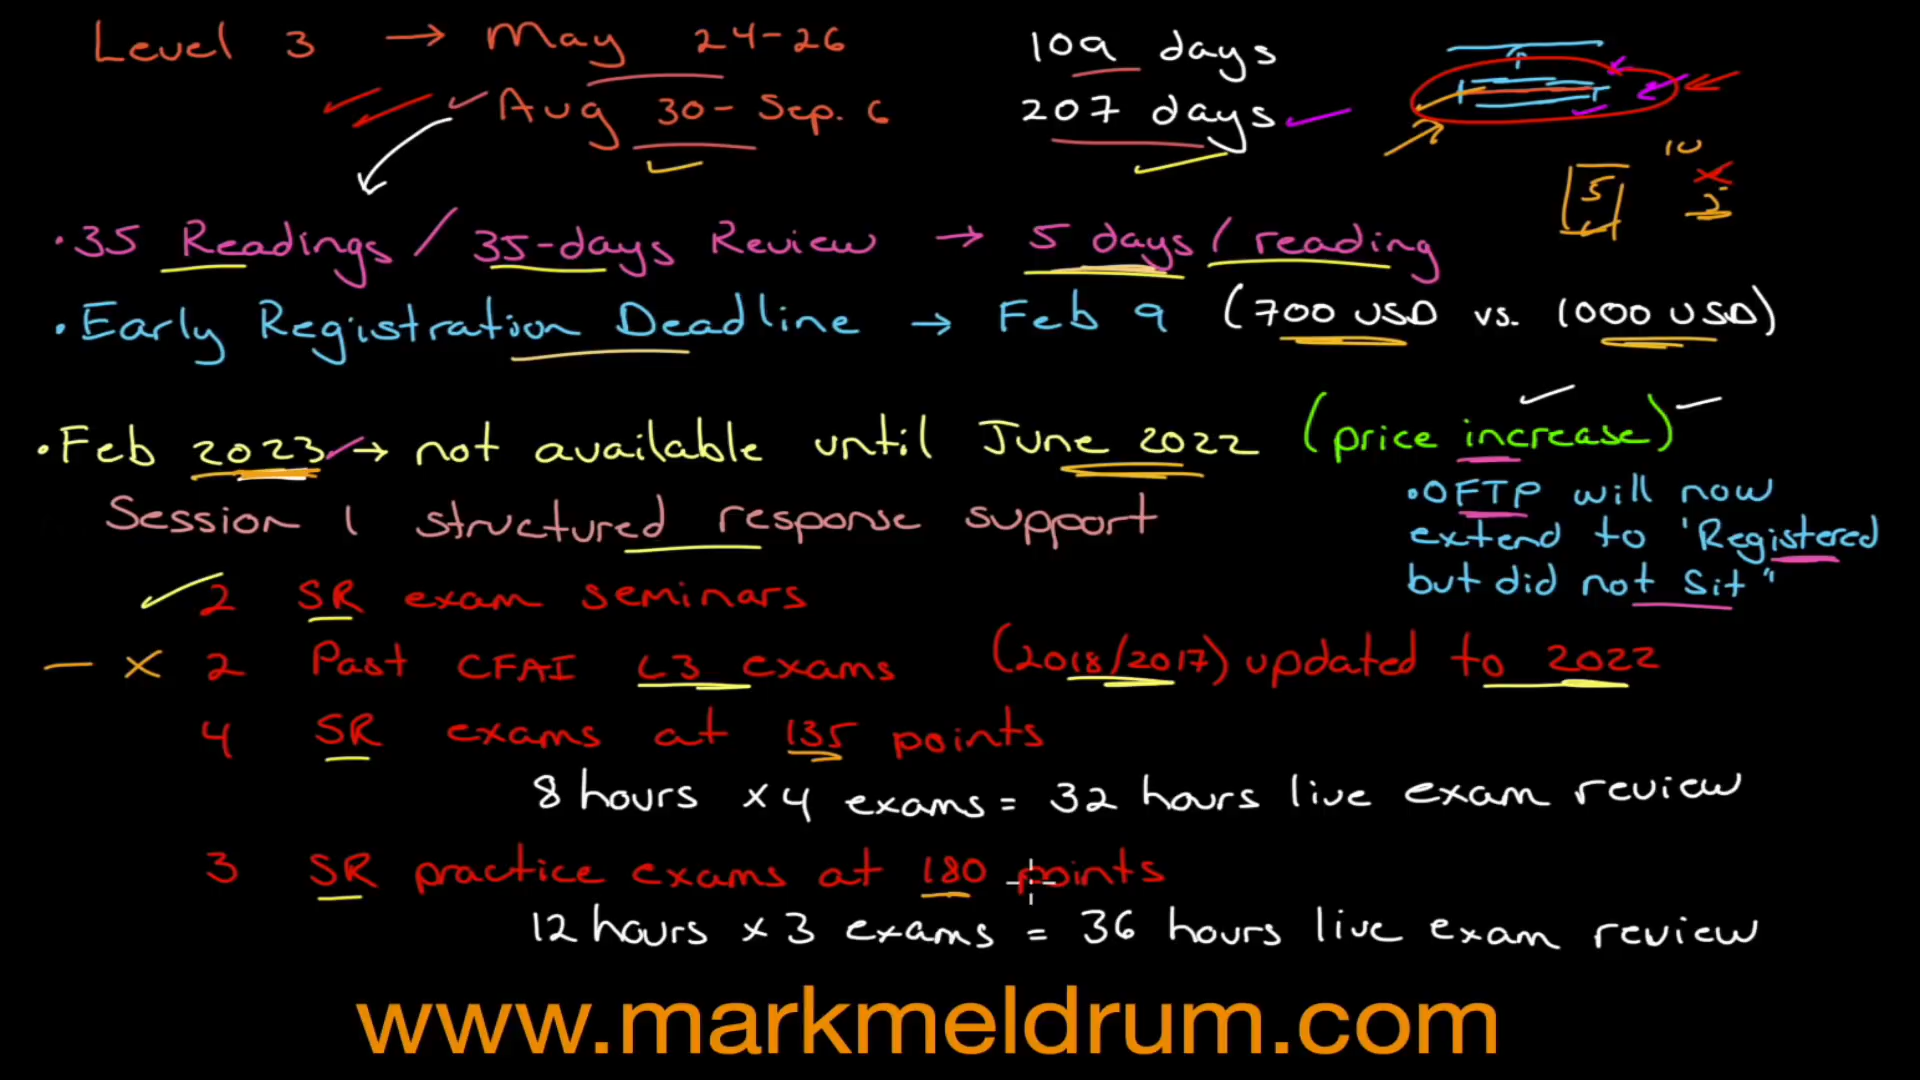 Level 3 → May 24-26 109 days
Aug 30- Sep. 6 207 days
10
5 2
• 35 Readings / 35-days Review → 5 days / reading
• Early Registration Deadline → Feb 9 (700 USD vs. 1000 USD)
• Feb 2023 → not available until June 2022 (price increase)
• OFTP will now
extend to 'Registered
but did not Sit"
Session 1 structured response support
2 SR exam seminars
— x 2 Past CFAI L3 exams (2018/2017) updated to 2022
4 SR exams at 135 points
8 hours x 4 exams = 32 hours live exam review
3 SR practice exams at 180 points
12 hours x 3 exams = 36 hours live exam review
www.markmeldrum.com